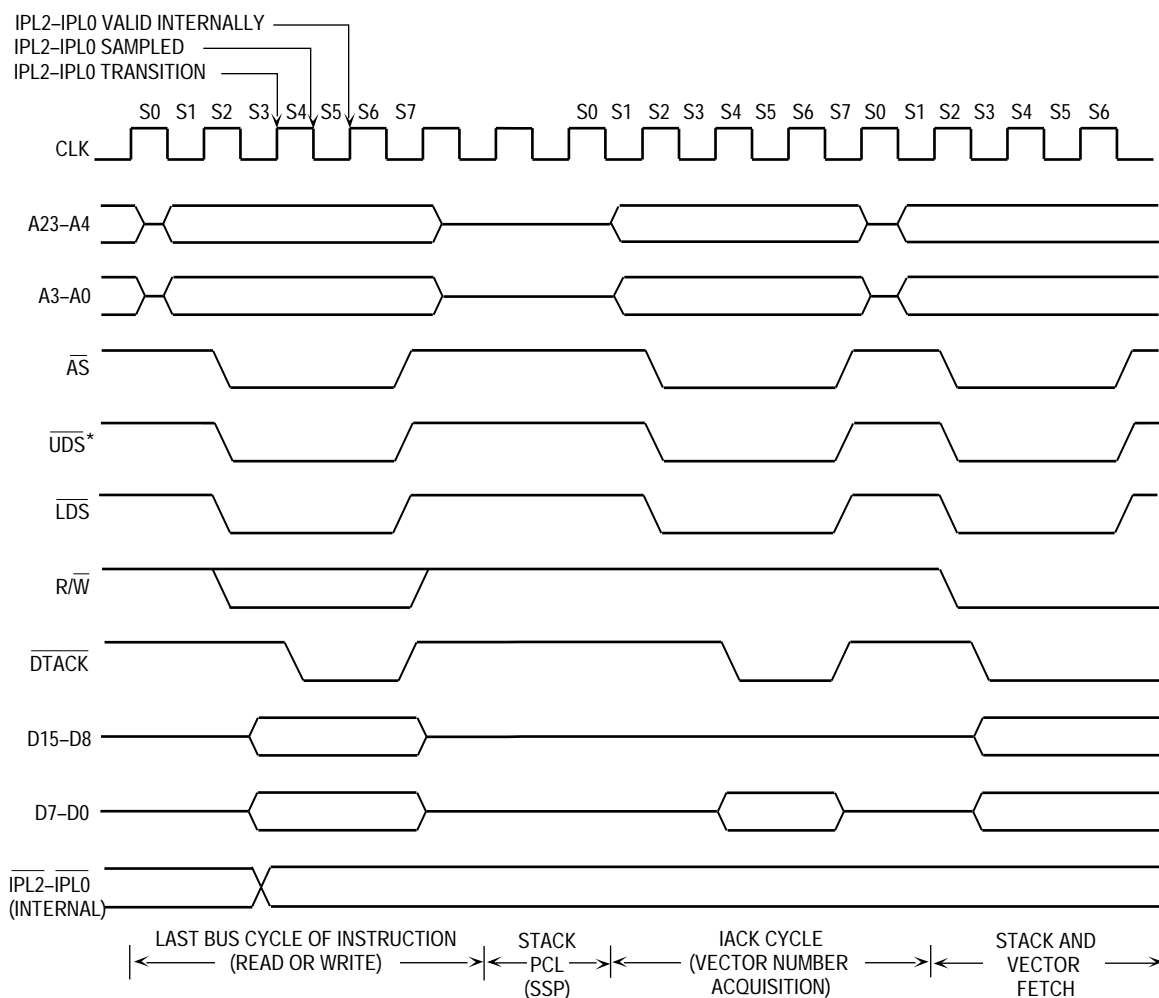 IPL2–IPL0 VALID INTERNALLY
IPL2–IPL0 SAMPLED
IPL2–IPL0 TRANSITION
S0 S1 S2 S3 S4 S5 S6 S7 S0 S1 S2 S3 S4 S5 S6 S7 S0 S1 S2 S3 S4 S5 S6
CLK
A23–A4
A3–A0
AS
UDS*
LDS
R/W
DTACK
D15–D8
D7–D0
IPL2–IPL0
(INTERNAL)
LAST BUS CYCLE OF INSTRUCTION
(READ OR WRITE)
STACK
PCL
(SSP)
IACK CYCLE
(VECTOR NUMBER
ACQUISITION)
STACK AND
VECTOR
FETCH